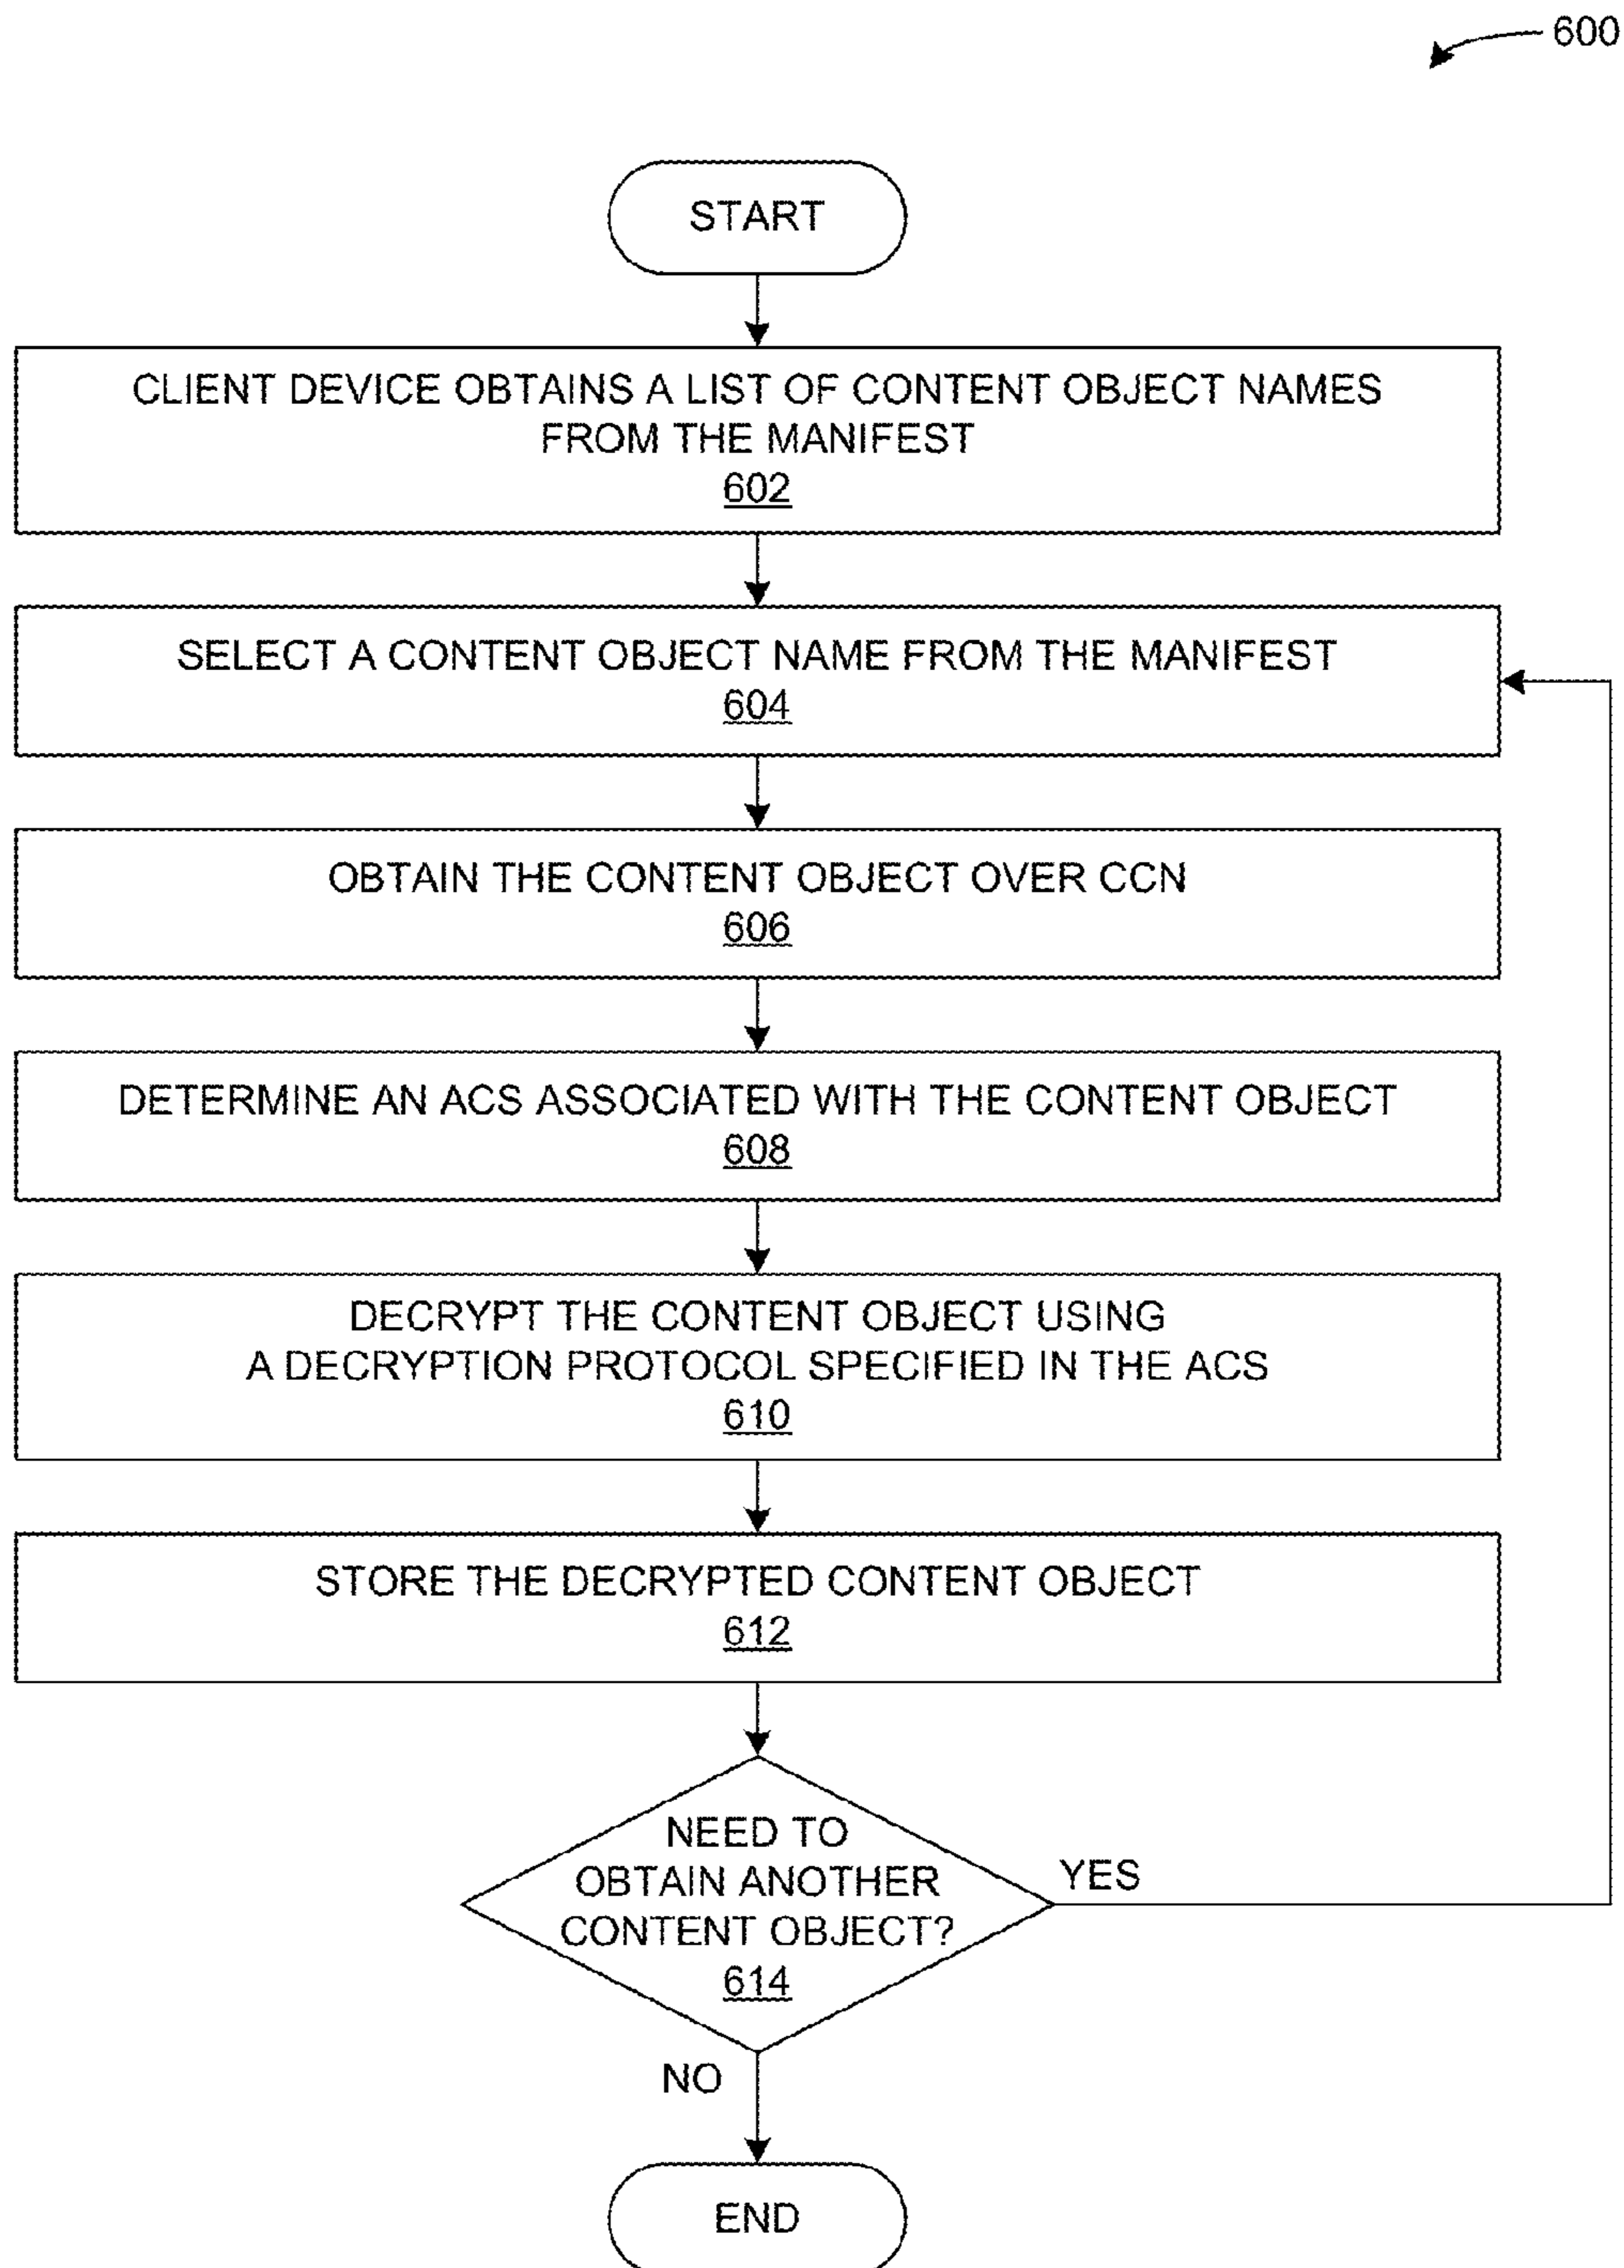 600
START
CLIENT DEVICE OBTAINS A LIST OF CONTENT OBJECT NAMES
FROM THE MANIFEST
602
SELECT A CONTENT OBJECT NAME FROM THE MANIFEST
604
OBTAIN THE CONTENT OBJECT OVER CCN
606
DETERMINE AN ACS ASSOCIATED WITH THE CONTENT OBJECT
608
DECRYPT THE CONTENT OBJECT USING
A DECRYPTION PROTOCOL SPECIFIED IN THE ACS
610
STORE THE DECRYPTED CONTENT OBJECT
612
NEED TO
OBTAIN ANOTHER
CONTENT OBJECT?
614
YES
NO
END